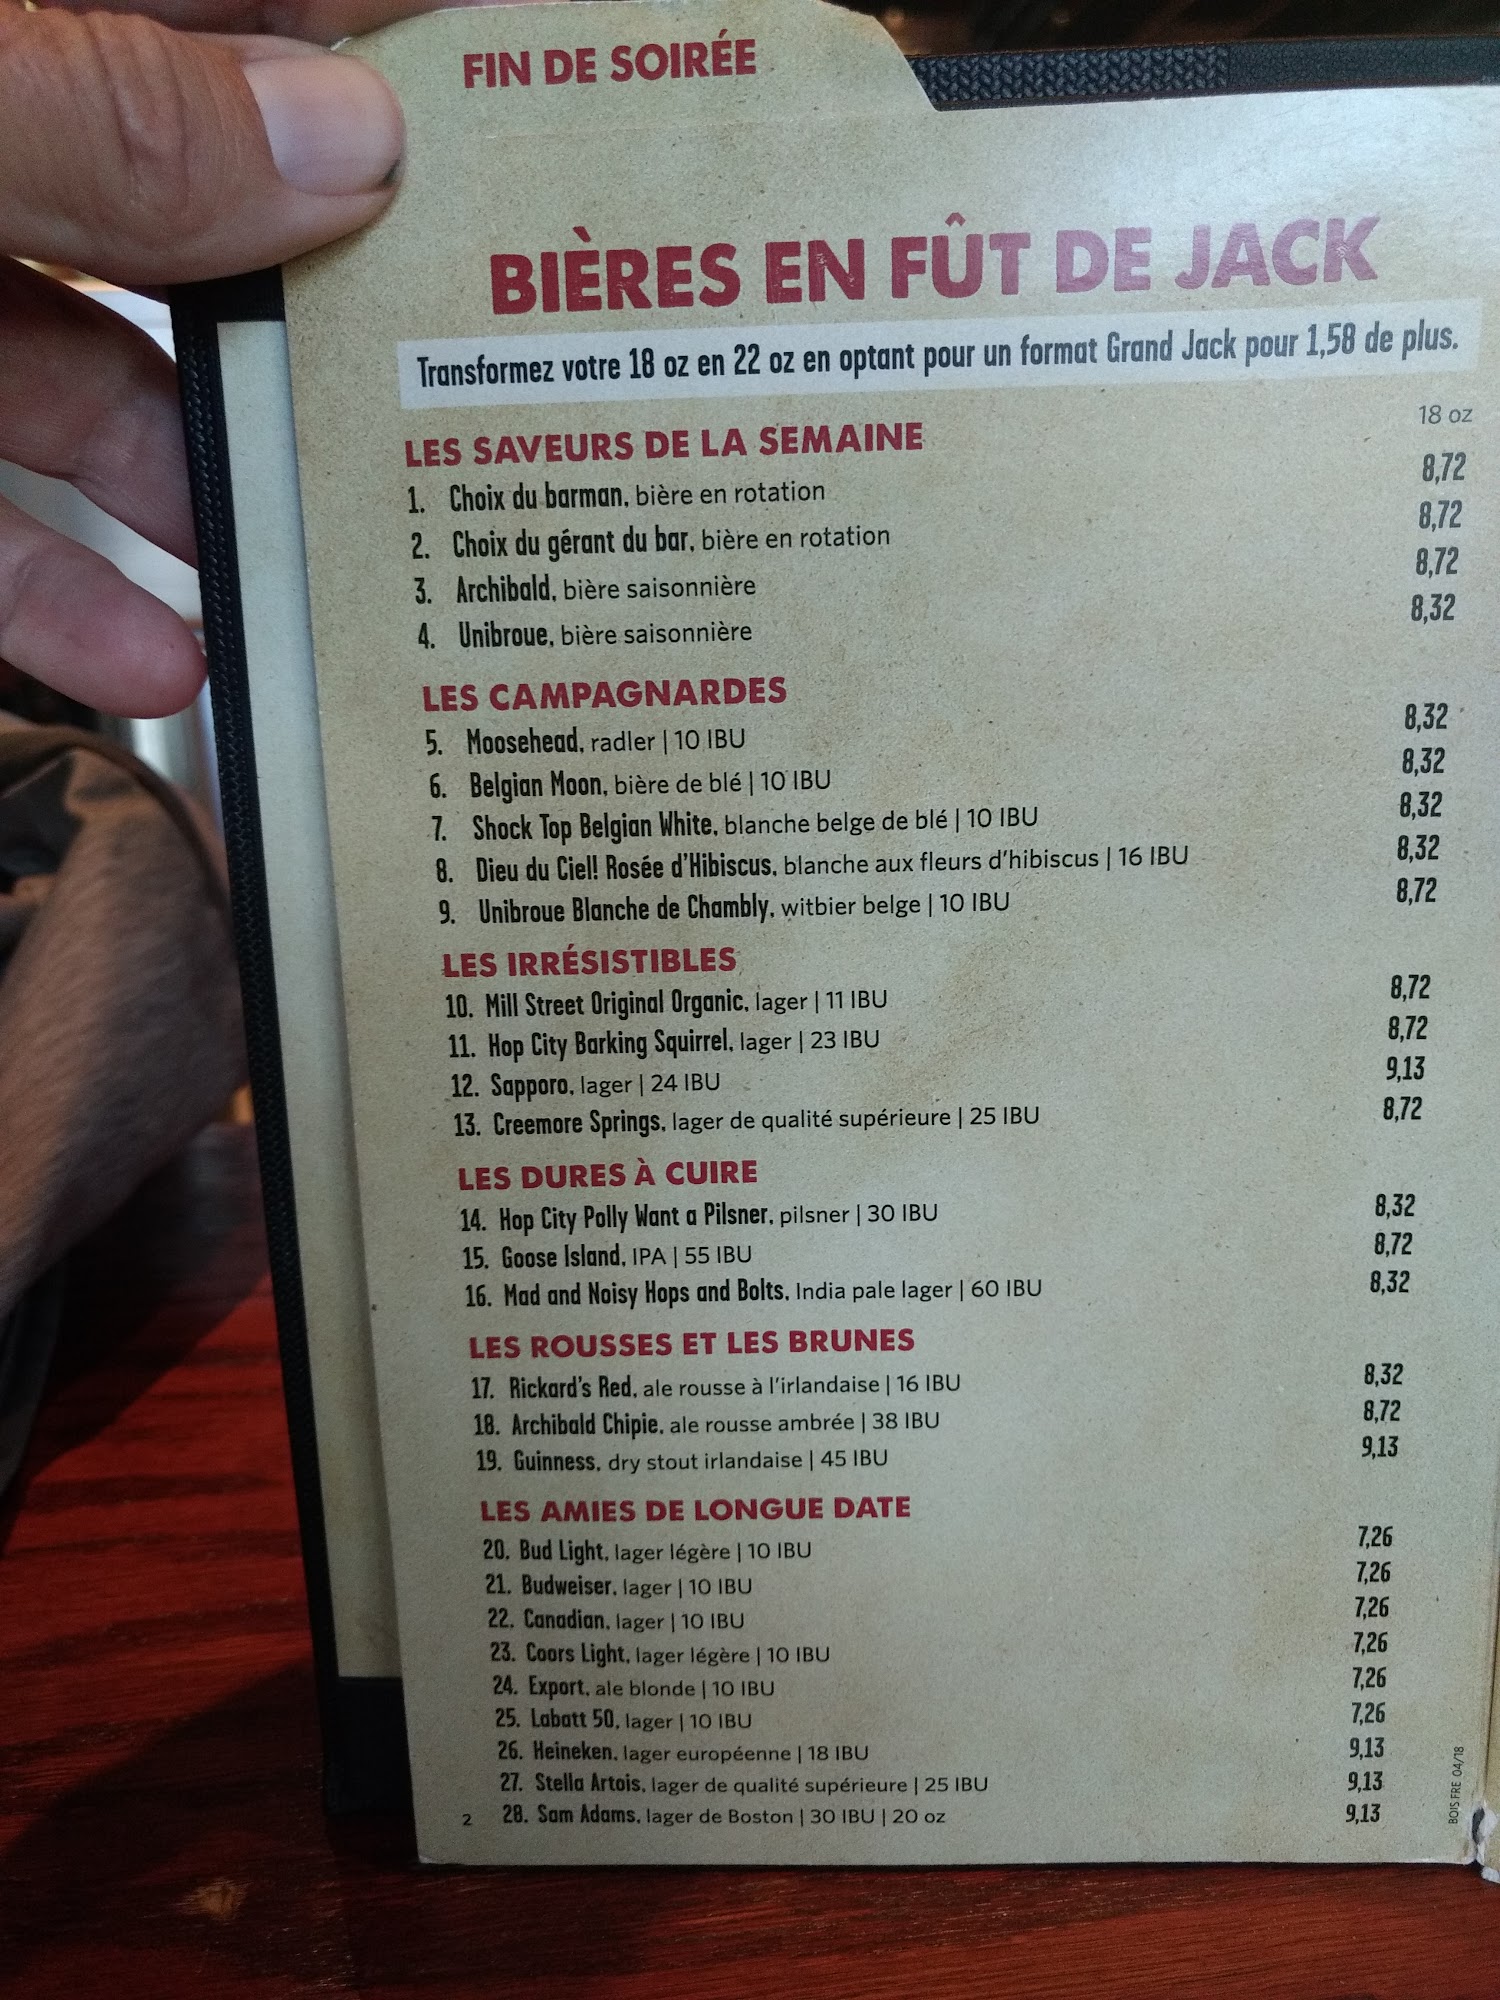 FIN DE SOIRÉE
BIÈRES EN FÛT DE JACK
Transformez votre 18 oz en 22 oz en optant pour un format Grand Jack pour 1,58 de plus.
18 oz
LES SAVEURS DE LA SEMAINE
1. Choix du barman, bière en rotation 8,72
2. Choix du gérant du bar, bière en rotation 8,72
3. Archibald, bière saisonnière 8,72
4. Unibroue, bière saisonnière 8,32
LES CAMPAGNARDES
5. Moosehead, radler | 10 IBU 8,32
6. Belgian Moon, bière de blé | 10 IBU 8,32
7. Shock Top Belgian White, blanche belge de blé | 10 IBU 8,32
8. Dieu du Ciel! Rosée d'Hibiscus, blanche aux fleurs d'hibiscus | 16 IBU 8,32
9. Unibroue Blanche de Chambly, witbier belge | 10 IBU 8,72
LES IRRÉSISTIBLES
10. Mill Street Original Organic, lager | 11 IBU 8,72
11. Hop City Barking Squirrel, lager | 23 IBU 8,72
12. Sapporo, lager | 24 IBU 9,13
13. Creemore Springs, lager de qualité supérieure | 25 IBU 8,72
LES DURES À CUIRE
14. Hop City Polly Want a Pilsner, pilsner | 30 IBU 8,32
15. Goose Island, IPA | 55 IBU 8,72
16. Mad and Noisy Hops and Bolts, India pale lager | 60 IBU 8,32
LES ROUSSES ET LES BRUNES
17. Rickard's Red, ale rousse à l'irlandaise | 16 IBU 8,32
18. Archibald Chipie, ale rousse ambrée | 38 IBU 8,72
19. Guinness, dry stout irlandaise | 45 IBU 9,13
LES AMIES DE LONGUE DATE
20. Bud Light, lager légère | 10 IBU 7,26
21. Budweiser, lager | 10 IBU 7,26
22. Canadian, lager | 10 IBU 7,26
23. Coors Light, lager légère | 10 IBU 7,26
24. Export, ale blonde | 10 IBU 7,26
25. Labatt 50, lager | 10 IBU 7,26
26. Heineken, lager européenne | 18 IBU 9,13
27. Stella Artois, lager de qualité supérieure | 25 IBU 9,13
28. Sam Adams, lager de Boston | 30 IBU | 20 oz 9,13
2
BOIS FRE 04/18